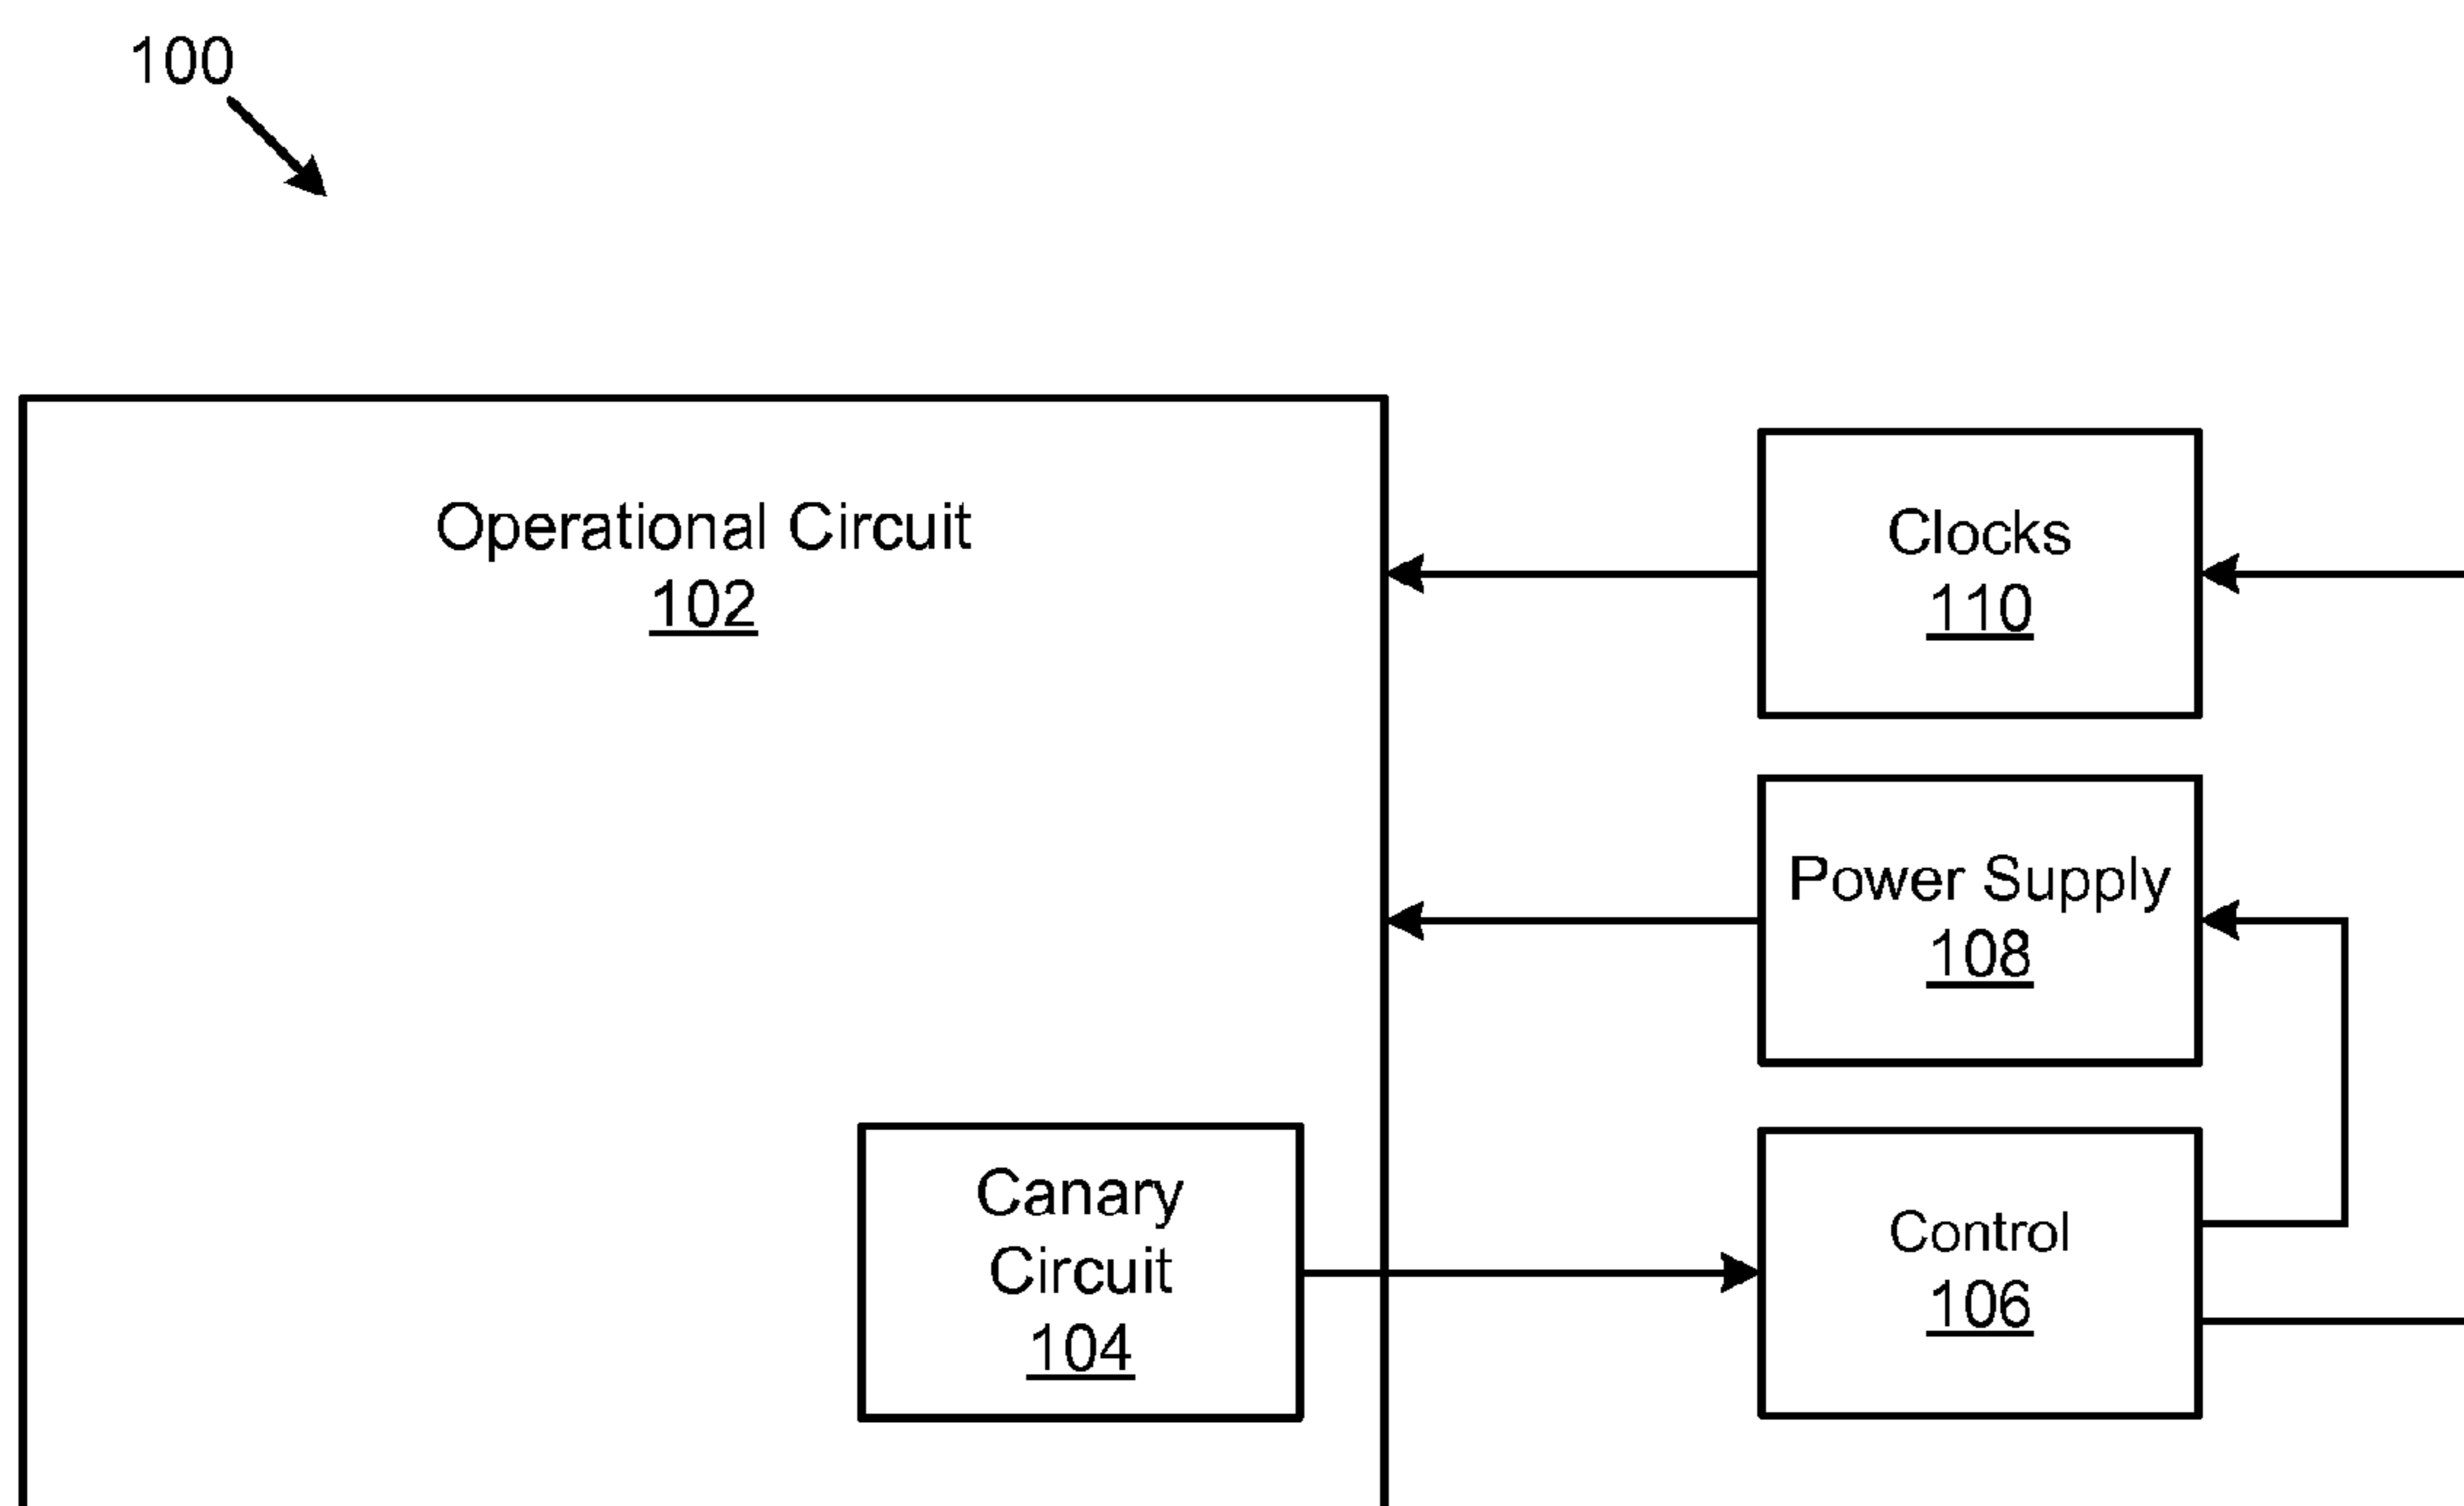 100
Operational Circuit
102
Clocks
110
Power Supply
108
Canary
Circuit
104
Control
106